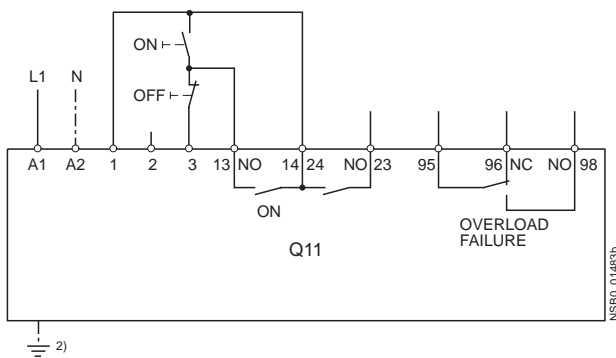 ON
OFF
L1
N
A1
A2
1
2
3
13
NO
14
24
NO
23
95
96
NC
NO
98
ON
OVERLOAD
FAILURE
Q11
2)
NSB0_01483b